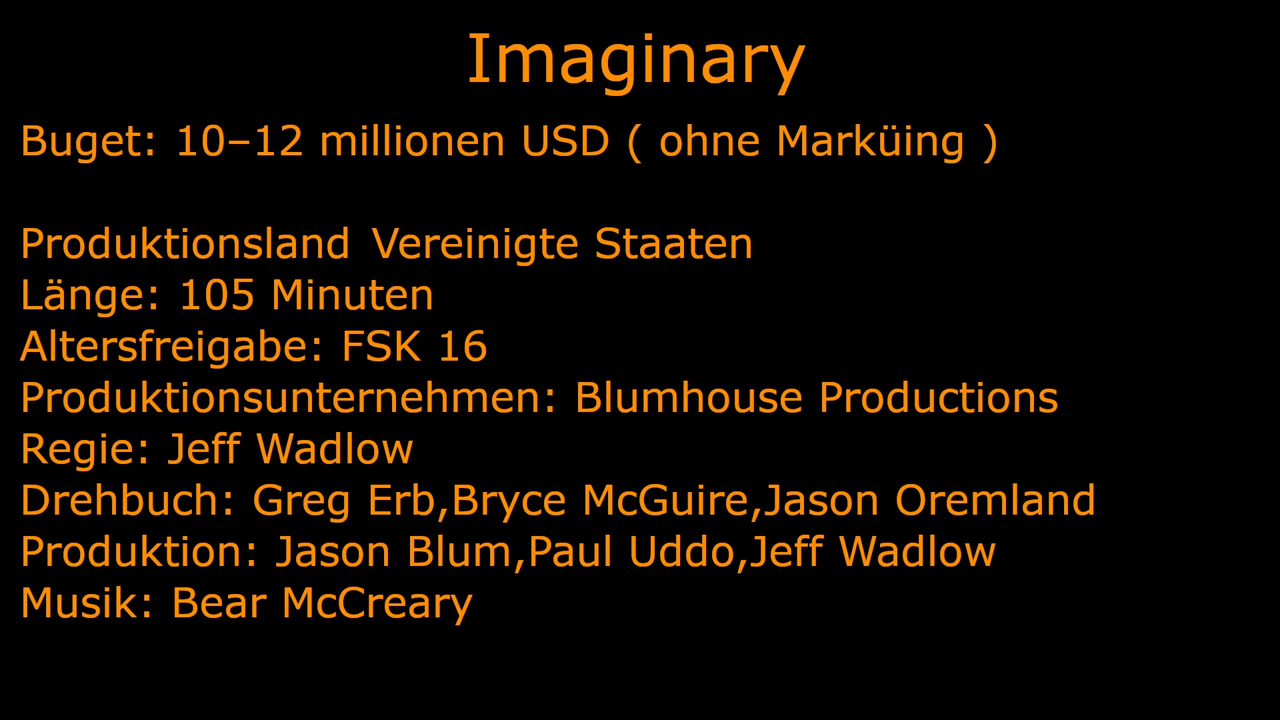 Imaginary
Buget: 10–12 millionen USD ( ohne Marküing )
Produktionsland Vereinigte Staaten
Länge: 105 Minuten
Altersfreigabe: FSK 16
Produktionsunternehmen: Blumhouse Productions
Regie: Jeff Wadlow
Drehbuch: Greg Erb,Bryce McGuire,Jason Oremland
Produktion: Jason Blum,Paul Uddo,Jeff Wadlow
Musik: Bear McCreary